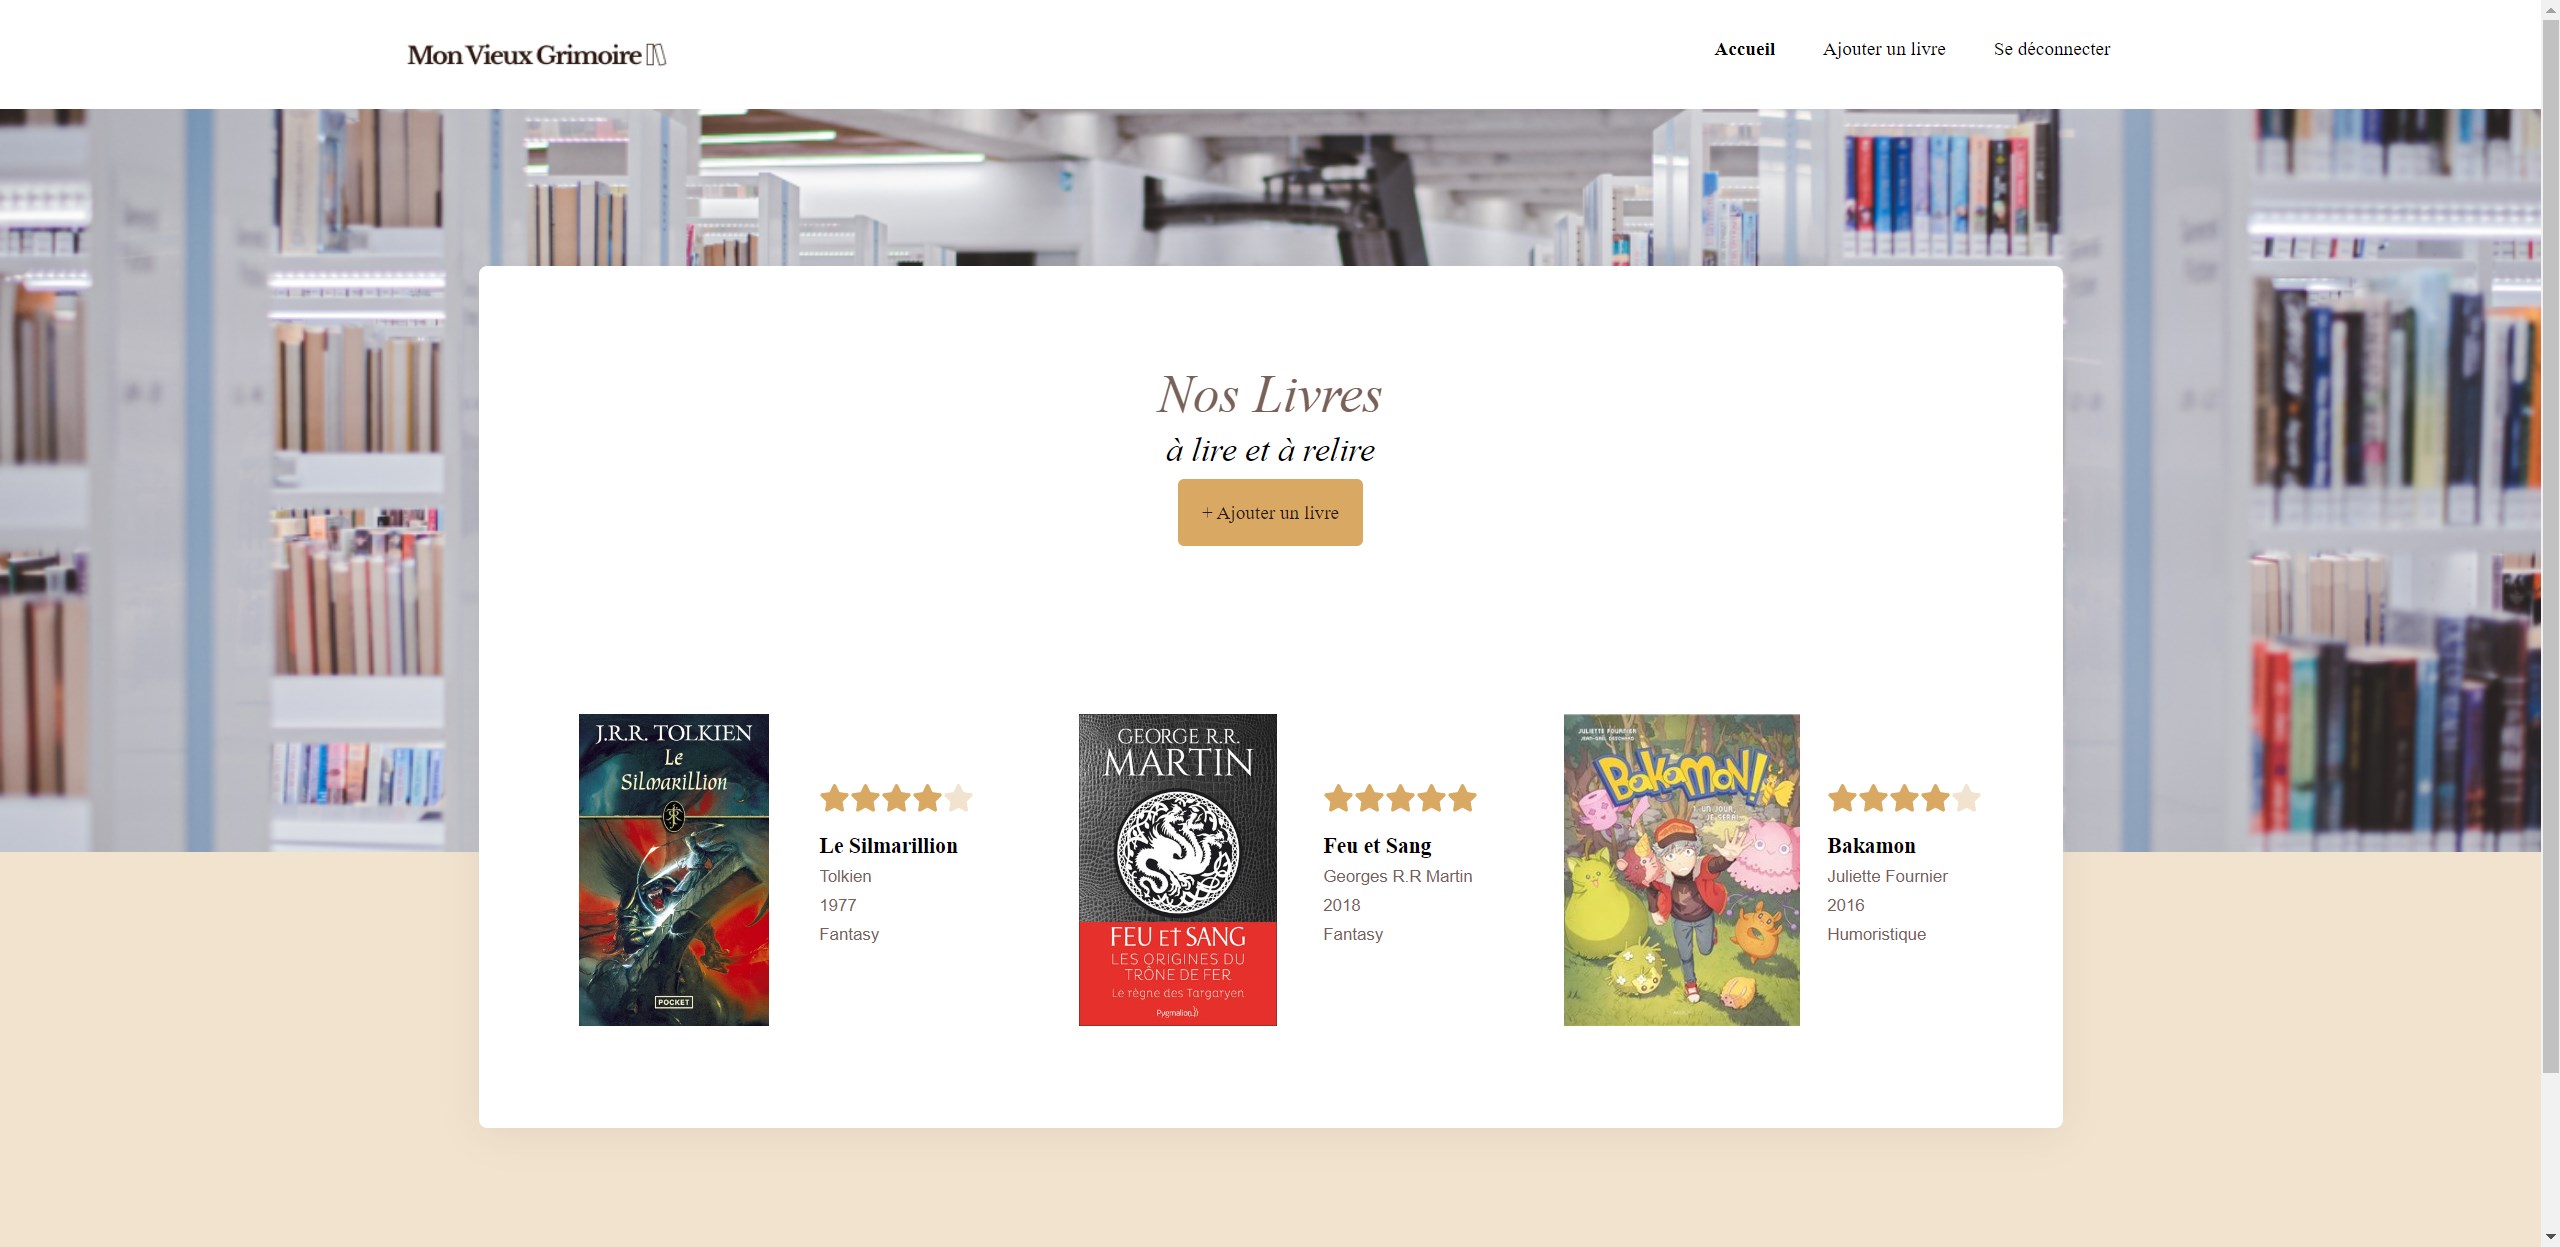 Mon Vieux Grimoire
Accueil
Ajouter un livre
Se déconnecter
Nos Livres
à lire et à relire
+ Ajouter un livre
J.R.R. TOLKIEN
Le
Silmarillion
POCKET
Le Silmarillion
Tolkien
1977
Fantasy
GEORGE R.R.
MARTIN
FEU ET SANG
LES ORIGINES DU
TRÔNE DE FER
Le règne des Targaryen
Pygmalion
Feu et Sang
Georges R.R Martin
2018
Fantasy
JULIETTE FOURNIER
BAKAMON!
1. UN JOUR,
JE SERAI...
Bakamon
Juliette Fournier
2016
Humoristique